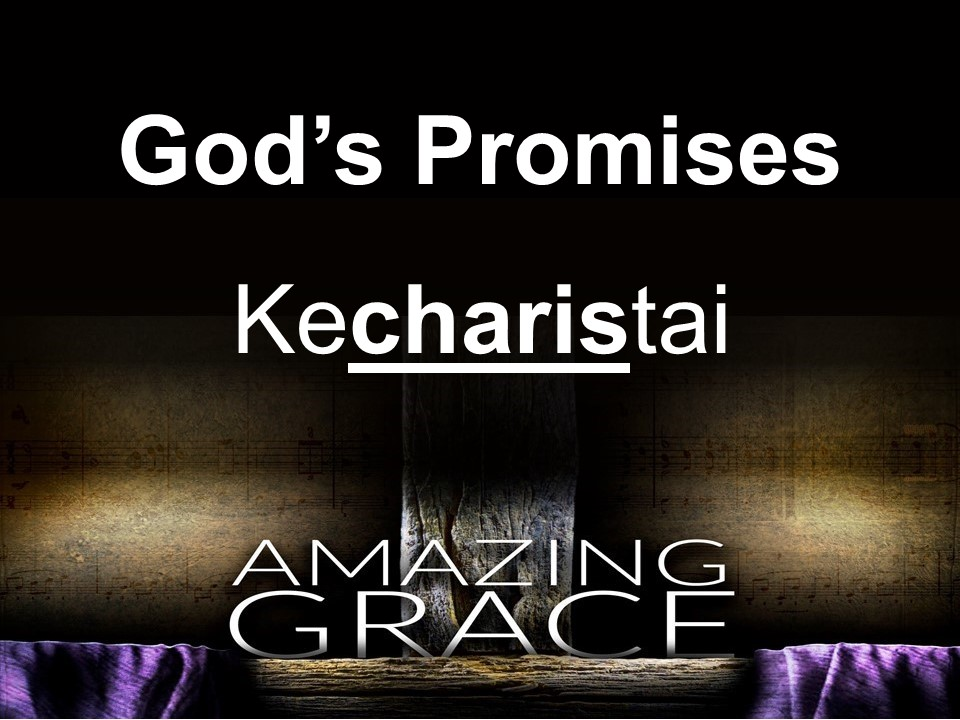 God’s Promises
Kecharistai
AMAZING
GRACE